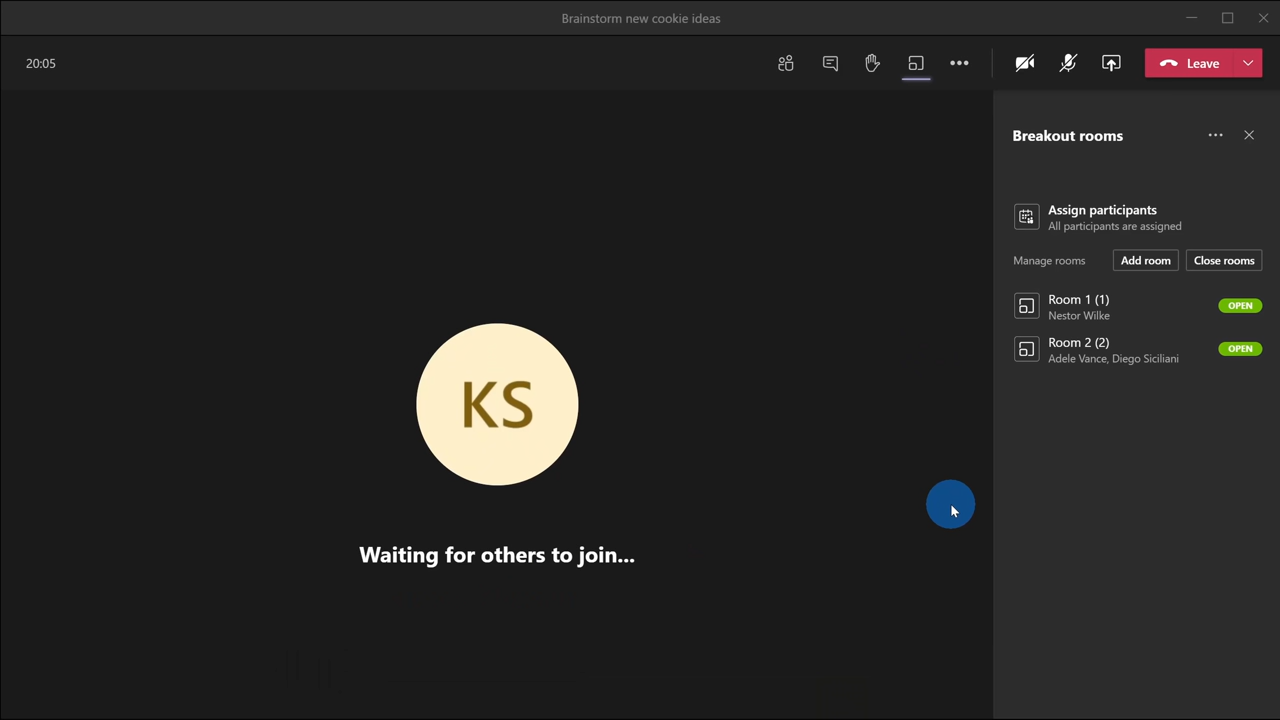 Brainstorm new cookie ideas
20:05
Leave
Breakout rooms
Assign participants
All participants are assigned
Manage rooms
Add room
Close rooms
Room 1 (1)
Nestor Wilke
OPEN
Room 2 (2)
Adele Vance, Diego Siciliani
OPEN
KS
Waiting for others to join...